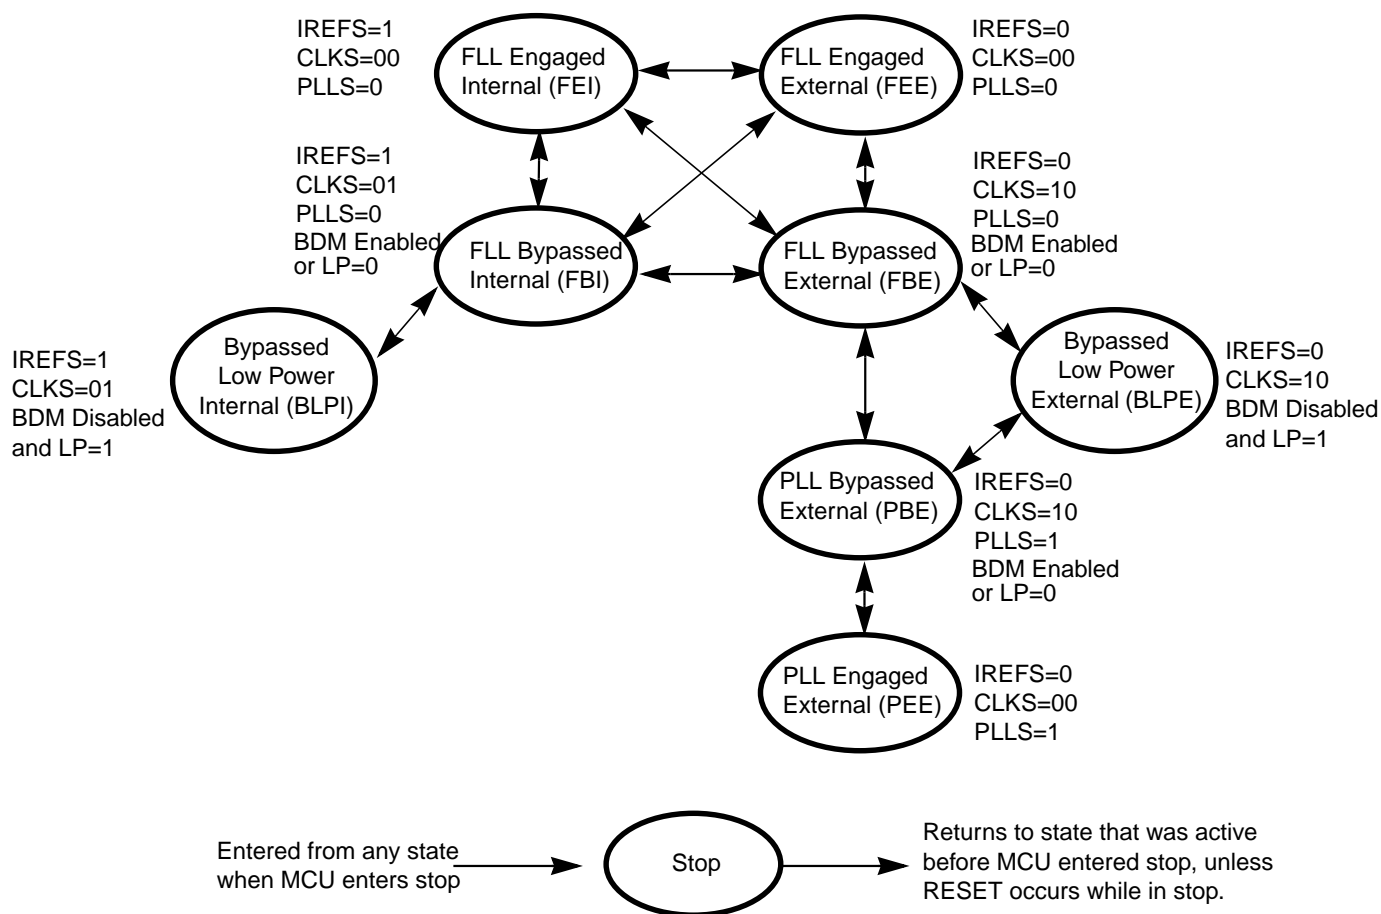 IREFS=1
CLKS=00
PLLS=0
FLL Engaged
Internal (FEI)
FLL Engaged
External (FEE)
IREFS=0
CLKS=00
PLLS=0
IREFS=1
CLKS=01
PLLS=0
BDM Enabled
or LP=0
FLL Bypassed
Internal (FBI)
FLL Bypassed
External (FBE)
IREFS=0
CLKS=10
PLLS=0
BDM Enabled
or LP=0
IREFS=1
CLKS=01
BDM Disabled
and LP=1
Bypassed
Low Power
Internal (BLPI)
Bypassed
Low Power
External (BLPE)
IREFS=0
CLKS=10
BDM Disabled
and LP=1
PLL Bypassed
External (PBE)
IREFS=0
CLKS=10
PLLS=1
BDM Enabled
or LP=0
PLL Engaged
External (PEE)
IREFS=0
CLKS=00
PLLS=1
Entered from any state
when MCU enters stop
Stop
Returns to state that was active
before MCU entered stop, unless
RESET occurs while in stop.